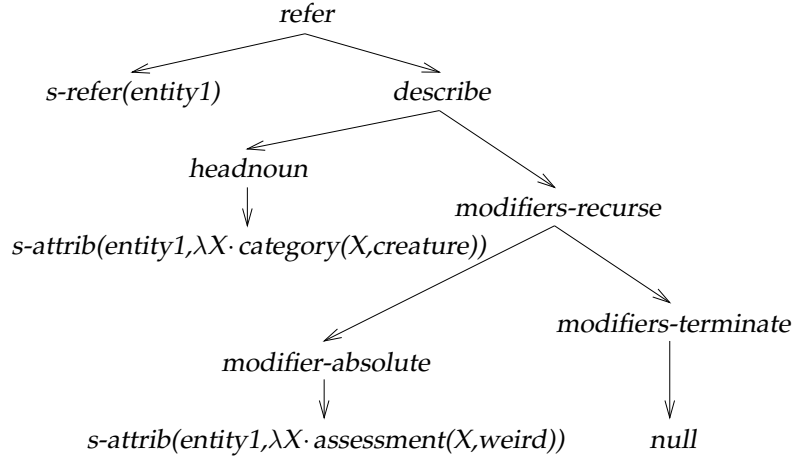 refer
s-refer(entity1) describe
headnoun
modifiers-recurse
s-attrib(entity1,λX· category(X,creature))
modifiers-terminate
modifier-absolute
s-attrib(entity1,λX· assessment(X,weird)) null